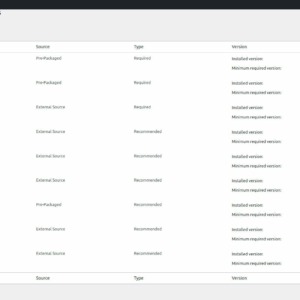 Source Type Version
Pre-Packaged Required Installed version:
Minimum required version:
Pre-Packaged Required Installed version:
Minimum required version:
External Source Required Installed version:
Minimum required version:
External Source Recommended Installed version:
Minimum required version:
External Source Recommended Installed version:
Minimum required version:
External Source Recommended Installed version:
Minimum required version:
Pre-Packaged Recommended Installed version:
Minimum required version:
External Source Recommended Installed version:
Minimum required version:
External Source Recommended Installed version:
Minimum required version:
Source Type Version